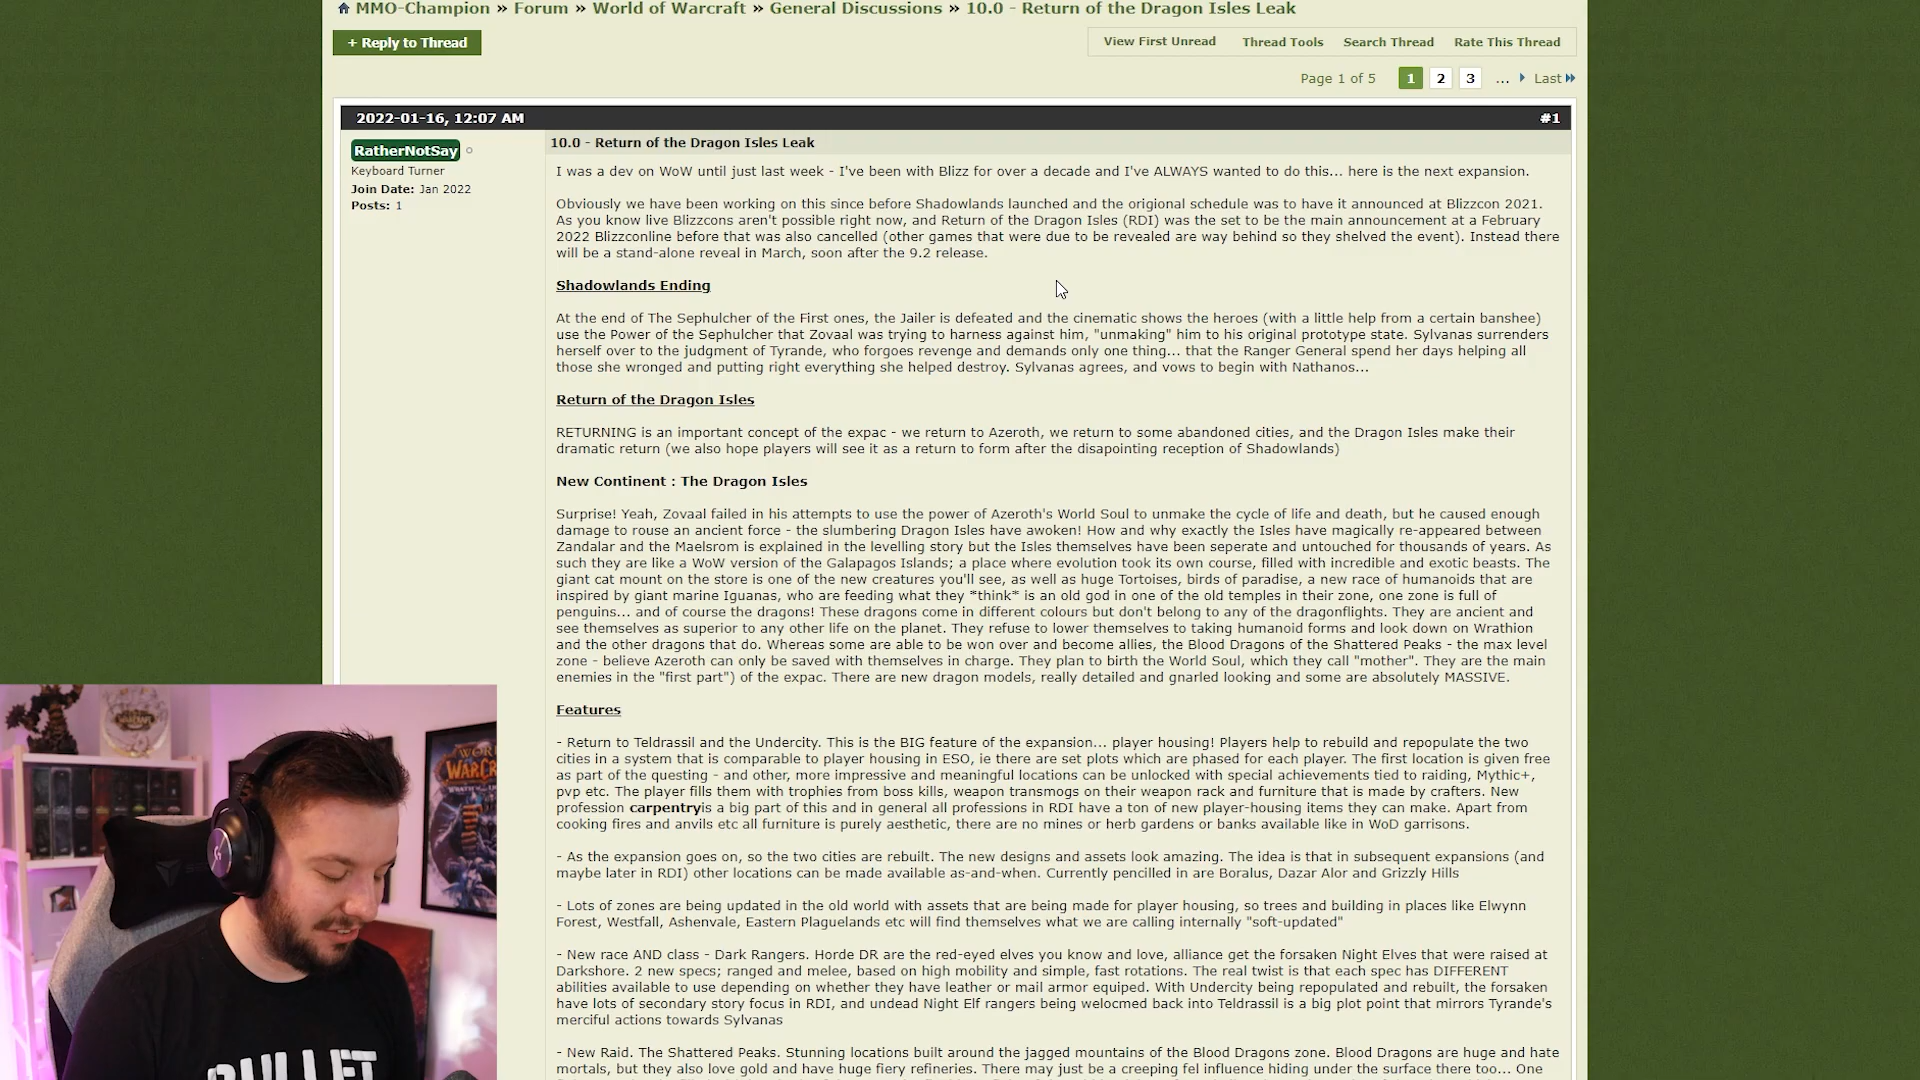 MMO-Champion » Forum » World of Warcraft » General Discussions » 10.0 - Return of the Dragon Isles Leak
+ Reply to Thread
View First Unread Thread Tools Search Thread Rate This Thread
Page 1 of 5 1 2 3 ... Last
2022-01-16, 12:07 AM #1
RatherNotSay
Keyboard Turner
Join Date: Jan 2022
Posts: 1
10.0 - Return of the Dragon Isles Leak
I was a dev on WoW until just last week - I've been with Blizz for over a decade and I've ALWAYS wanted to do this... here is the next expansion.
Obviously we have been working on this since before Shadowlands launched and the origional schedule was to have it announced at Blizzcon 2021.
As you know live Blizzcons aren't possible right now, and Return of the Dragon Isles (RDI) was the set to be the main announcement at a February
2022 Blizzconline before that was also cancelled (other games that were due to be revealed are way behind so they shelved the event). Instead there
will be a stand-alone reveal in March, soon after the 9.2 release.
Shadowlands Ending
At the end of The Sephulcher of the First ones, the Jailer is defeated and the cinematic shows the heroes (with a little help from a certain banshee)
use the Power of the Sephulcher that Zovaal was trying to harness against him, "unmaking" him to his original prototype state. Sylvanas surrenders
herself over to the judgment of Tyrande, who forgoes revenge and demands only one thing... that the Ranger General spend her days helping all
those she wronged and putting right everything she helped destroy. Sylvanas agrees, and vows to begin with Nathanos...
Return of the Dragon Isles
RETURNING is an important concept of the expac - we return to Azeroth, we return to some abandoned cities, and the Dragon Isles make their
dramatic return (we also hope players will see it as a return to form after the disapointing reception of Shadowlands)
New Continent : The Dragon Isles
Surprise! Yeah, Zovaal failed in his attempts to use the power of Azeroth's World Soul to unmake the cycle of life and death, but he caused enough
damage to rouse an ancient force - the slumbering Dragon Isles have awoken! How and why exactly the Isles have magically re-appeared between
Zandalar and the Maelsrom is explained in the levelling story but the Isles themselves have been seperate and untouched for thousands of years. As
such they are like a WoW version of the Galapagos Islands; a place where evolution took its own course, filled with incredible and exotic beasts. The
giant cat mount on the store is one of the new creatures you'll see, as well as huge Tortoises, birds of paradise, a new race of humanoids that are
inspired by giant marine Iguanas, who are feeding what they *think* is an old god in one of the old temples in their zone, one zone is full of
penguins... and of course the dragons! These dragons come in different colours but don't belong to any of the dragonflights. They are ancient and
see themselves as superior to any other life on the planet. They refuse to lower themselves to taking humanoid forms and look down on Wrathion
and the other dragons that do. Whereas some are able to be won over and become allies, the Blood Dragons of the Shattered Peaks - the max level
zone - believe Azeroth can only be saved with themselves in charge. They plan to birth the World Soul, which they call "mother". They are the main
enemies in the "first part") of the expac. There are new dragon models, really detailed and gnarled looking and some are absolutely MASSIVE.
Features
- Return to Teldrassil and the Undercity. This is the BIG feature of the expansion... player housing! Players help to rebuild and repopulate the two
cities in a system that is comparable to player housing in ESO, ie there are set plots which are phased for each player. The first location is given free
as part of the questing - and other, more impressive and meaningful locations can be unlocked with special achievements tied to raiding, Mythic+,
pvp etc. The player fills them with trophies from boss kills, weapon transmogs on their weapon rack and furniture that is made by crafters. New
profession carpentryis a big part of this and in general all professions in RDI have a ton of new player-housing items they can make. Apart from
cooking fires and anvils etc all furniture is purely aesthetic, there are no mines or herb gardens or banks available like in WoD garrisons.
- As the expansion goes on, so the two cities are rebuilt. The new designs and assets look amazing. The idea is that in subsequent expansions (and
maybe later in RDI) other locations can be made available as-and-when. Currently pencilled in are Boralus, Dazar Alor and Grizzly Hills
- Lots of zones are being updated in the old world with assets that are being made for player housing, so trees and building in places like Elwynn
Forest, Westfall, Ashenvale, Eastern Plaguelands etc will find themselves what we are calling internally "soft-updated"
- New race AND class - Dark Rangers. Horde DR are the red-eyed elves you know and love, alliance get the forsaken Night Elves that were raised at
Darkshore. 2 new specs; ranged and melee, based on high mobility and simple, fast rotations. The real twist is that each spec has DIFFERENT
abilities available to use depending on whether they have leather or mail armor equiped. With Undercity being repopulated and rebuilt, the forsaken
have lots of secondary story focus in RDI, and undead Night Elf rangers being welocmed back into Teldrassil is a big plot point that mirrors Tyrande's
merciful actions towards Sylvanas
- New Raid. The Shattered Peaks. Stunning locations built around the jagged mountains of the Blood Dragons zone. Blood Dragons are huge and hate
mortals, but they also love gold and have huge fiery refineries. There may just be a creeping fel influence hiding under the surface there too... One
WORLD
WARCR
BULLET